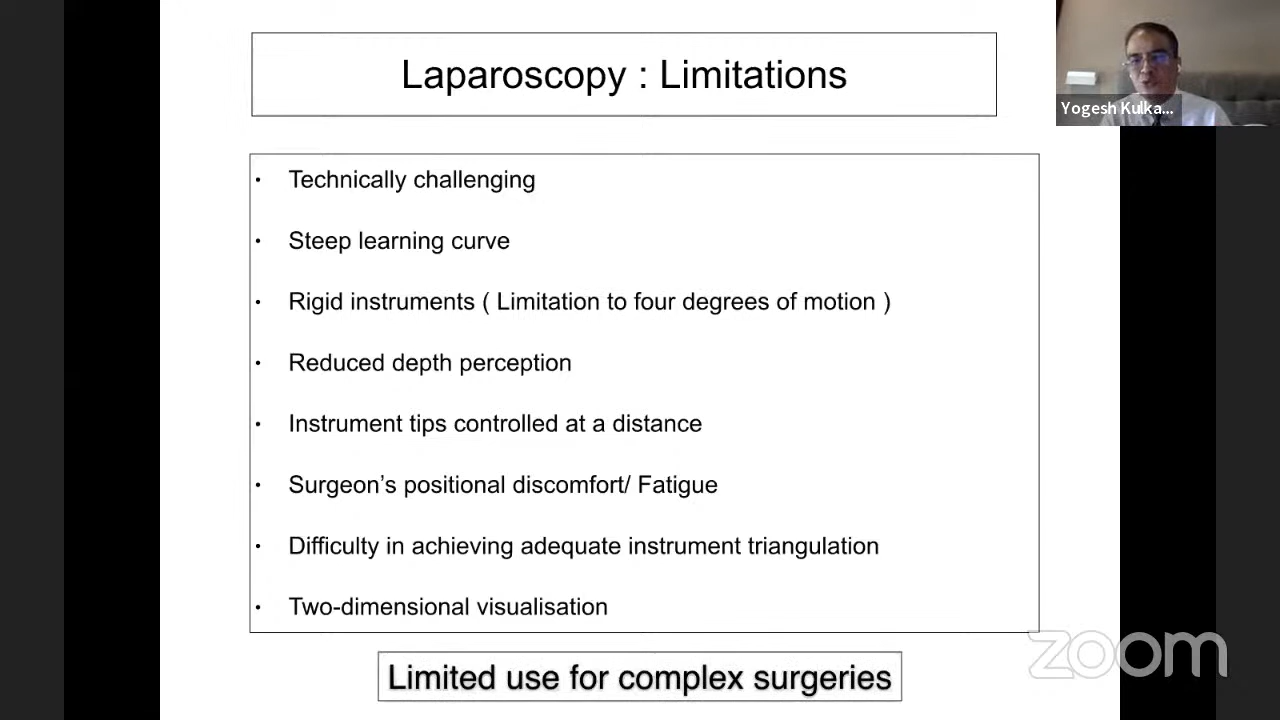 Laparoscopy : Limitations
Yogesh Kulka...
• Technically challenging
• Steep learning curve
• Rigid instruments ( Limitation to four degrees of motion )
• Reduced depth perception
• Instrument tips controlled at a distance
• Surgeon’s positional discomfort/ Fatigue
• Difficulty in achieving adequate instrument triangulation
• Two-dimensional visualisation
zoom
Limited use for complex surgeries